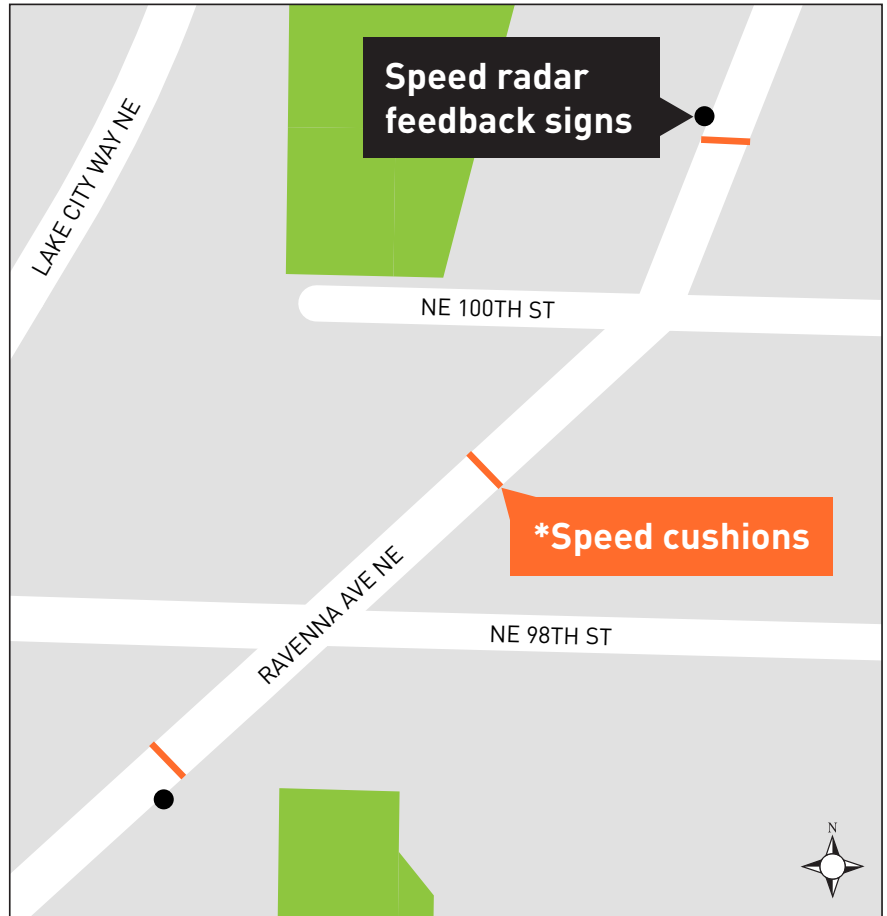 Speed radar
feedback signs
LAKE CITY WAY NE
NE 100TH ST
*Speed cushions
RAVENNA AVE NE
NE 98TH ST
N